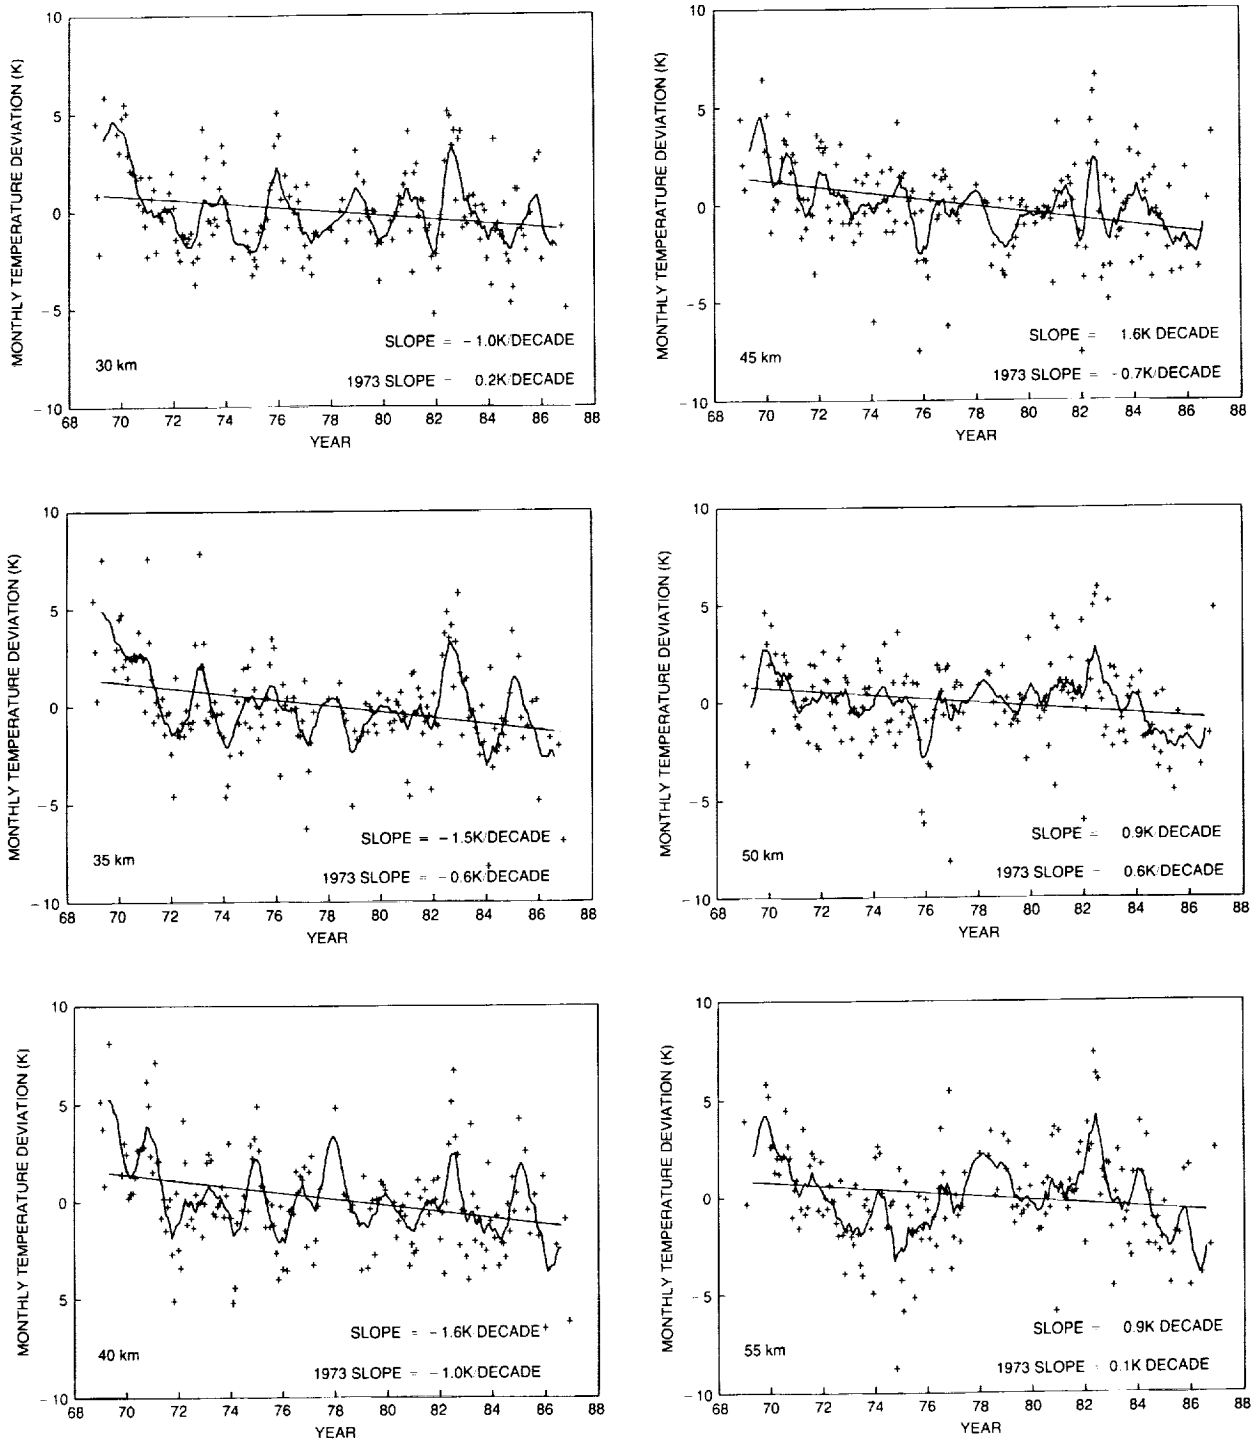 MONTHLY TEMPERATURE DEVIATION (K)
10
5
0
−5
−10
SLOPE = −1.0K/DECADE
30 km
1973 SLOPE − 0.2K/DECADE
68 70 72 74 76 78 80 82 84 86 88
YEAR
MONTHLY TEMPERATURE DEVIATION (K)
10
5
0
−5
−10
SLOPE = 1.6K/DECADE
45 km
1973 SLOPE = −0.7K/DECADE
68 70 72 74 76 78 80 82 84 86 88
YEAR
MONTHLY TEMPERATURE DEVIATION (K)
10
5
0
−5
−10
SLOPE = −1.5K/DECADE
35 km
1973 SLOPE = −0.6K/DECADE
68 70 72 74 76 78 80 82 84 86 88
YEAR
MONTHLY TEMPERATURE DEVIATION (K)
10
5
0
−5
−10
SLOPE = 0.9K/DECADE
50 km
1973 SLOPE − 0.6K/DECADE
68 70 72 74 76 78 80 82 84 86 88
YEAR
MONTHLY TEMPERATURE DEVIATION (K)
10
5
0
5
−10
SLOPE = −1.6K/DECADE
40 km
1973 SLOPE = −1.0K/DECADE
68 70 72 74 76 78 80 82 84 86 88
YEAR
MONTHLY TEMPERATURE DEVIATION (K)
10
5
0
−5
−10
SLOPE = 0.9K DECADE
55 km
1973 SLOPE · 0.1K DECADE
68 70 72 74 76 78 80 82 84 86 88
YEAR